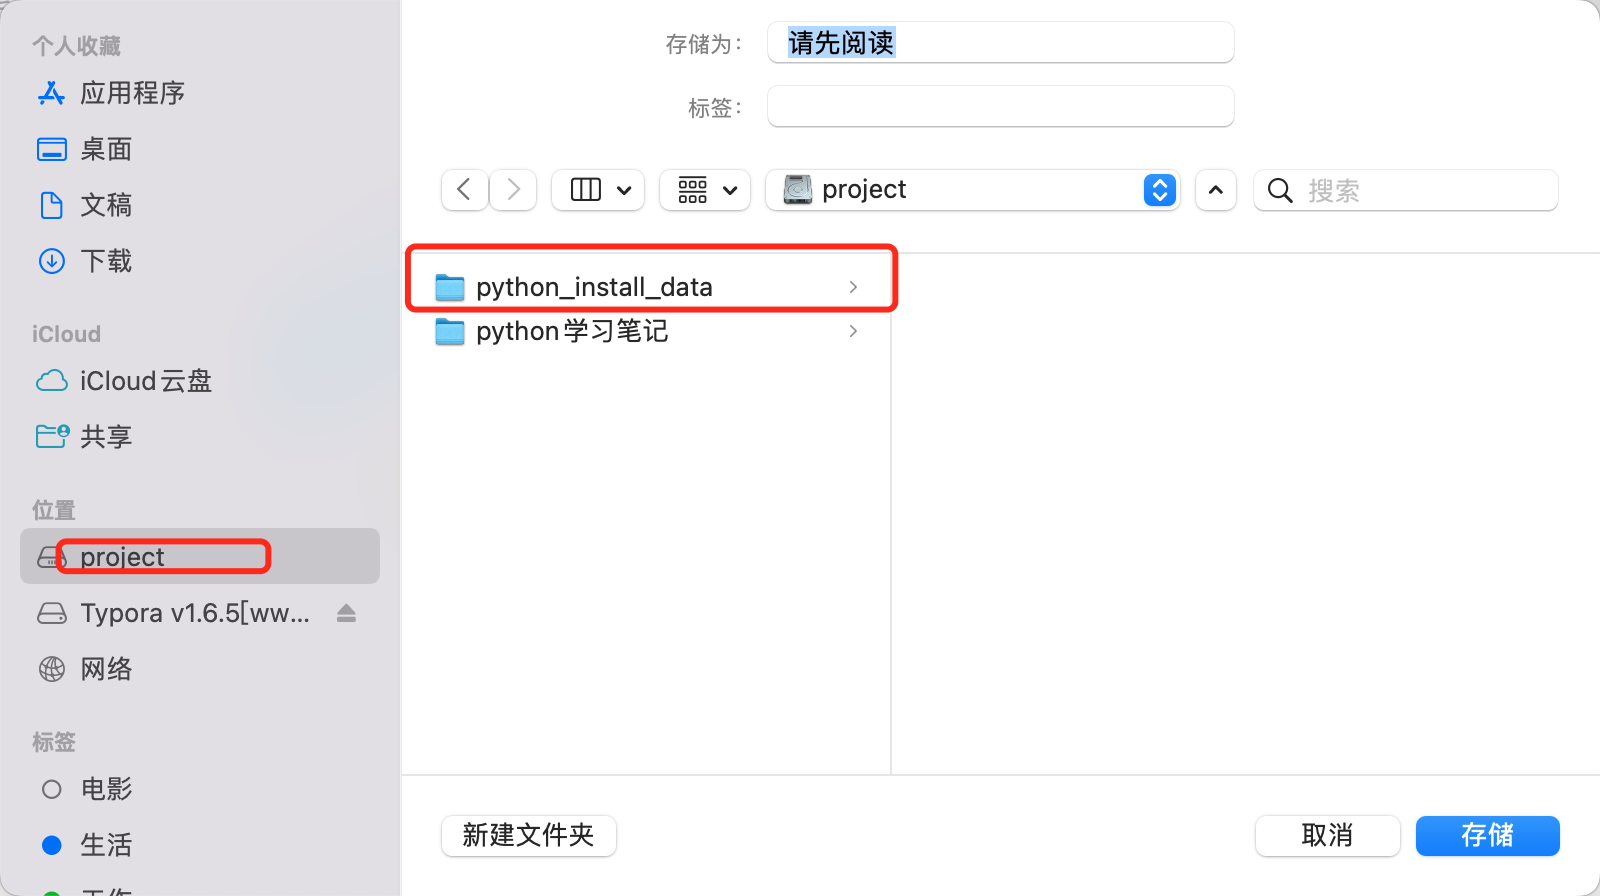 个人收藏
应用程序
桌面
文稿
下载
iCloud
iCloud云盘
共享
位置
project
Typora v1.6.5[ww...
网络
标签
电影
生活
工作
存储为：
请先阅读
标签：
project
搜索
python_install_data
python学习笔记
新建文件夹
取消
存储